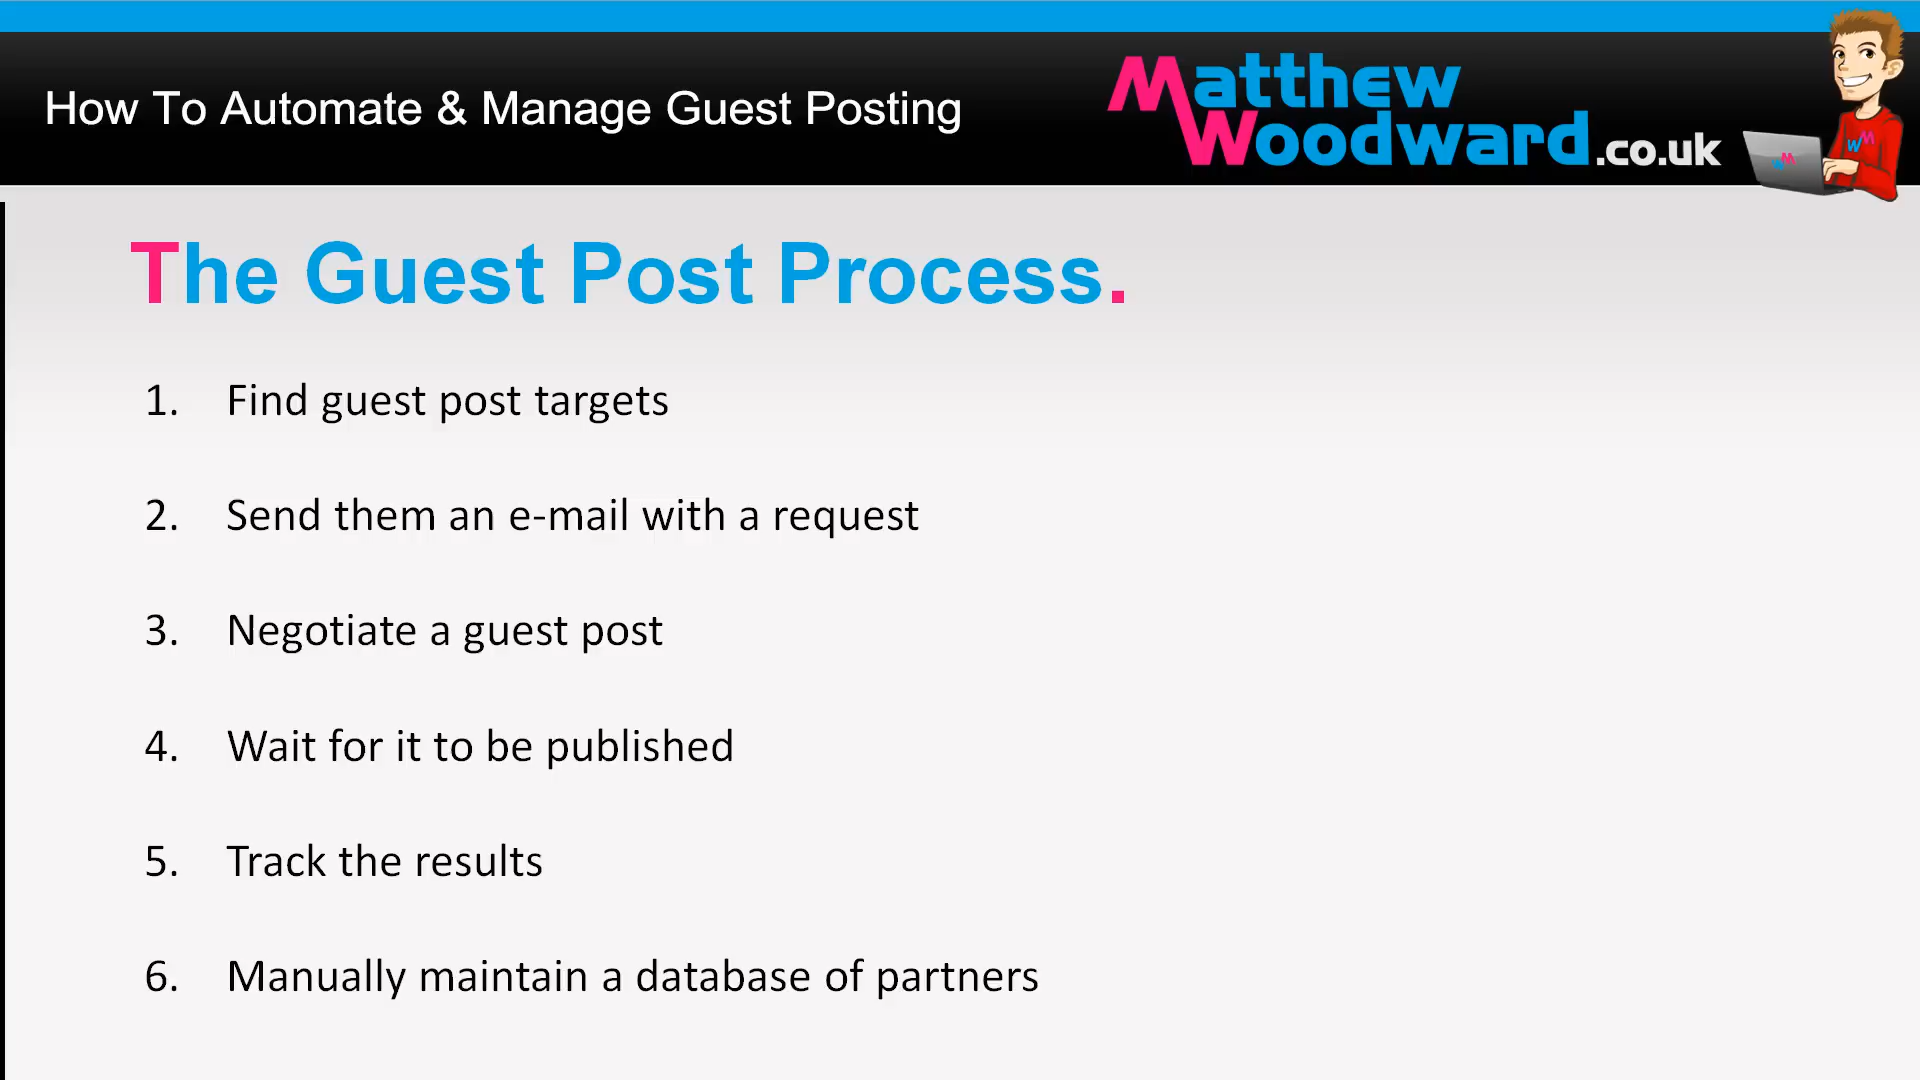 How To Automate & Manage Guest Posting
Matthew
Woodward.co.uk
WM
WM
The Guest Post Process.
1. Find guest post targets
2. Send them an e-mail with a request
3. Negotiate a guest post
4. Wait for it to be published
5. Track the results
6. Manually maintain a database of partners